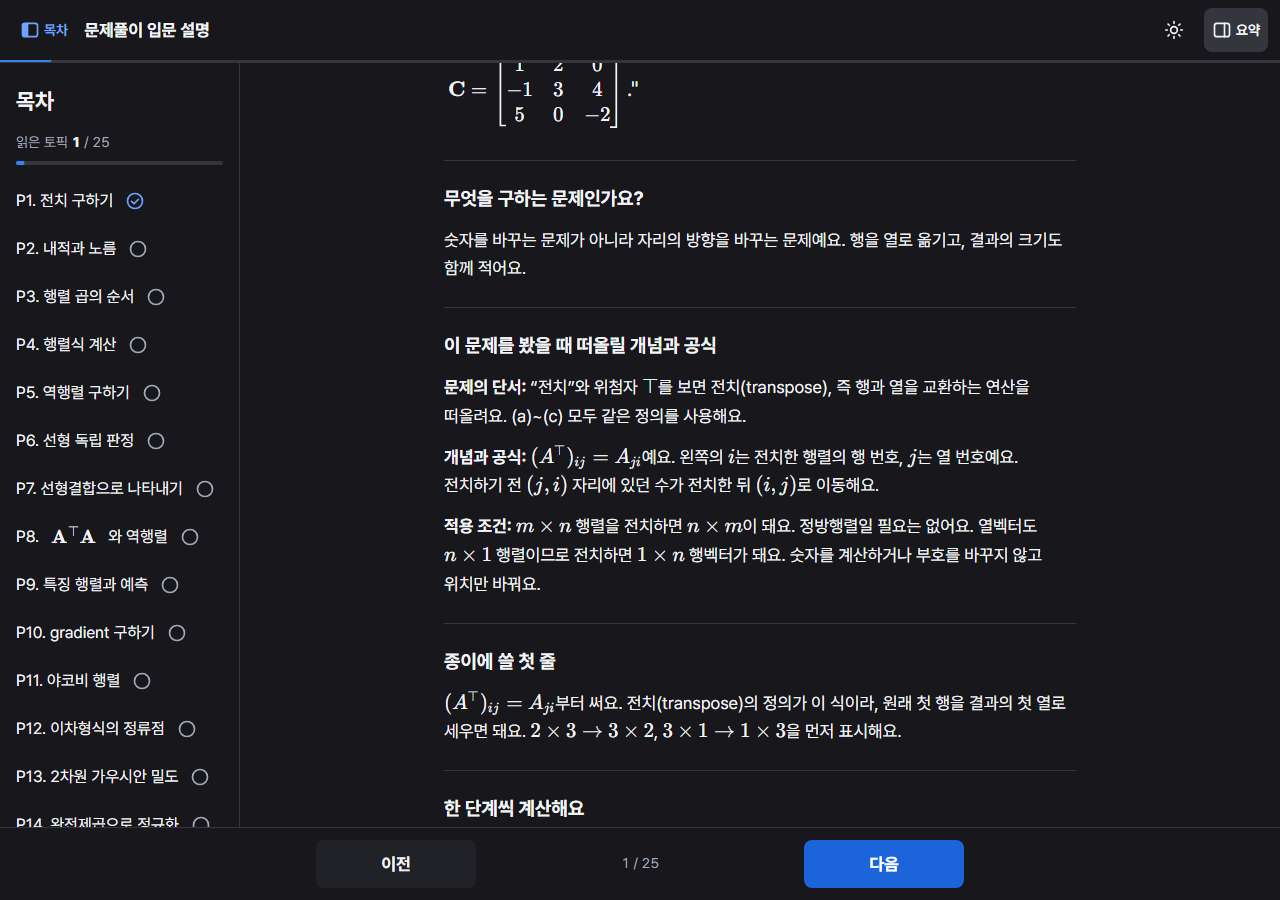 목차 문제풀이 입문 설명 요약
목차
읽은 토픽 1 / 25
P1. 전치 구하기
P2. 내적과 노름
P3. 행렬 곱의 순서
P4. 행렬식 계산
P5. 역행렬 구하기
P6. 선형 독립 판정
P7. 선형결합으로 나타내기
P8. A⊤A 와 역행렬
P9. 특징 행렬과 예측
P10. gradient 구하기
P11. 야코비 행렬
P12. 이차형식의 정류점
P13. 2차원 가우시안 밀도
P14. 완전제곱으로 정규화
1 2 0
C = −1 3 4 ."
5 0 −2
무엇을 구하는 문제인가요?
숫자를 바꾸는 문제가 아니라 자리의 방향을 바꾸는 문제예요. 행을 열로 옮기고, 결과의 크기도
함께 적어요.
이 문제를 봤을 때 떠올릴 개념과 공식
문제의 단서: “전치”와 위첨자 ⊤를 보면 전치(transpose), 즉 행과 열을 교환하는 연산을
떠올려요. (a)~(c) 모두 같은 정의를 사용해요.
개념과 공식: (A⊤)ij = Aji예요. 왼쪽의 i는 전치한 행렬의 행 번호, j는 열 번호예요.
전치하기 전 (j, i) 자리에 있던 수가 전치한 뒤 (i, j)로 이동해요.
적용 조건: m × n 행렬을 전치하면 n × m이 돼요. 정방행렬일 필요는 없어요. 열벡터도
n × 1 행렬이므로 전치하면 1 × n 행벡터가 돼요. 숫자를 계산하거나 부호를 바꾸지 않고
위치만 바꿔요.
종이에 쓸 첫 줄
(A⊤)ij = Aji부터 써요. 전치(transpose)의 정의가 이 식이라, 원래 첫 행을 결과의 첫 열로
세우면 돼요. 2 × 3 → 3 × 2, 3 × 1 → 1 × 3을 먼저 표시해요.
한 단계씩 계산해요
이전 1 / 25 다음